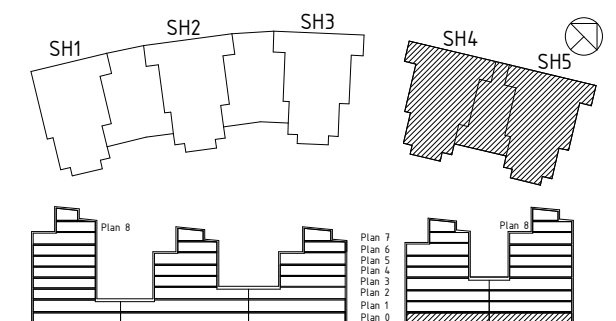 SH1
SH2
SH3
SH4
SH5
Plan 8
Plan 7
Plan 6
Plan 5
Plan 4
Plan 3
Plan 2
Plan 1
Plan 0
Plan 8